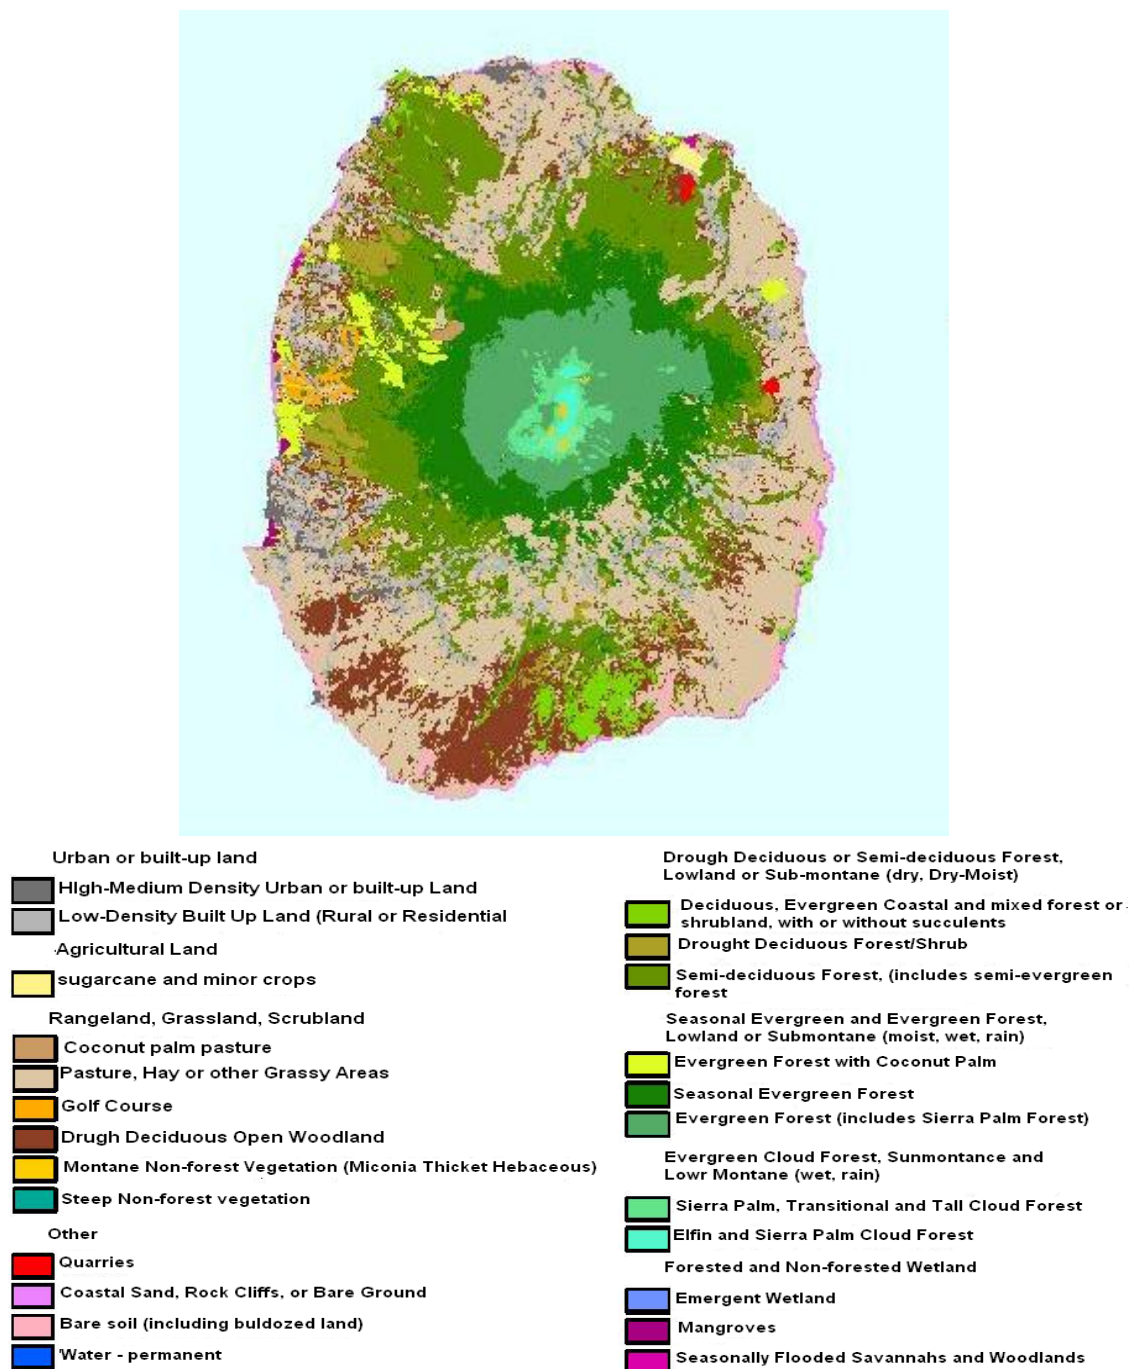 Urban or built-up land
HIgh-Medium Density Urban or built-up Land
Low-Density Built Up Land (Rural or Residential
Agricultural Land
sugarcane and minor crops
Rangeland, Grassland, Scrubland
Coconut palm pasture
Pasture, Hay or other Grassy Areas
Golf Course
Drugh Deciduous Open Woodland
Montane Non-forest Vegetation (Miconia Thicket Hebaceous)
Steep Non-forest vegetation
Other
Quarries
Coastal Sand, Rock Cliffs, or Bare Ground
Bare soil (including buldozed land)
Water - permanent
Drough Deciduous or Semi-deciduous Forest,
Lowland or Sub-montane (dry, Dry-Moist)
Deciduous, Evergreen Coastal and mixed forest or
shrubland, with or without succulents
Drought Deciduous Forest/Shrub
Semi-deciduous Forest, (includes semi-evergreen
forest
Seasonal Evergreen and Evergreen Forest,
Lowland or Submontane (moist, wet, rain)
Evergreen Forest with Coconut Palm
Seasonal Evergreen Forest
Evergreen Forest (includes Sierra Palm Forest)
Evergreen Cloud Forest, Sunmontance and
Lowr Montane (wet, rain)
Sierra Palm, Transitional and Tall Cloud Forest
Elfin and Sierra Palm Cloud Forest
Forested and Non-forested Wetland
Emergent Wetland
Mangroves
Seasonally Flooded Savannahs and Woodlands